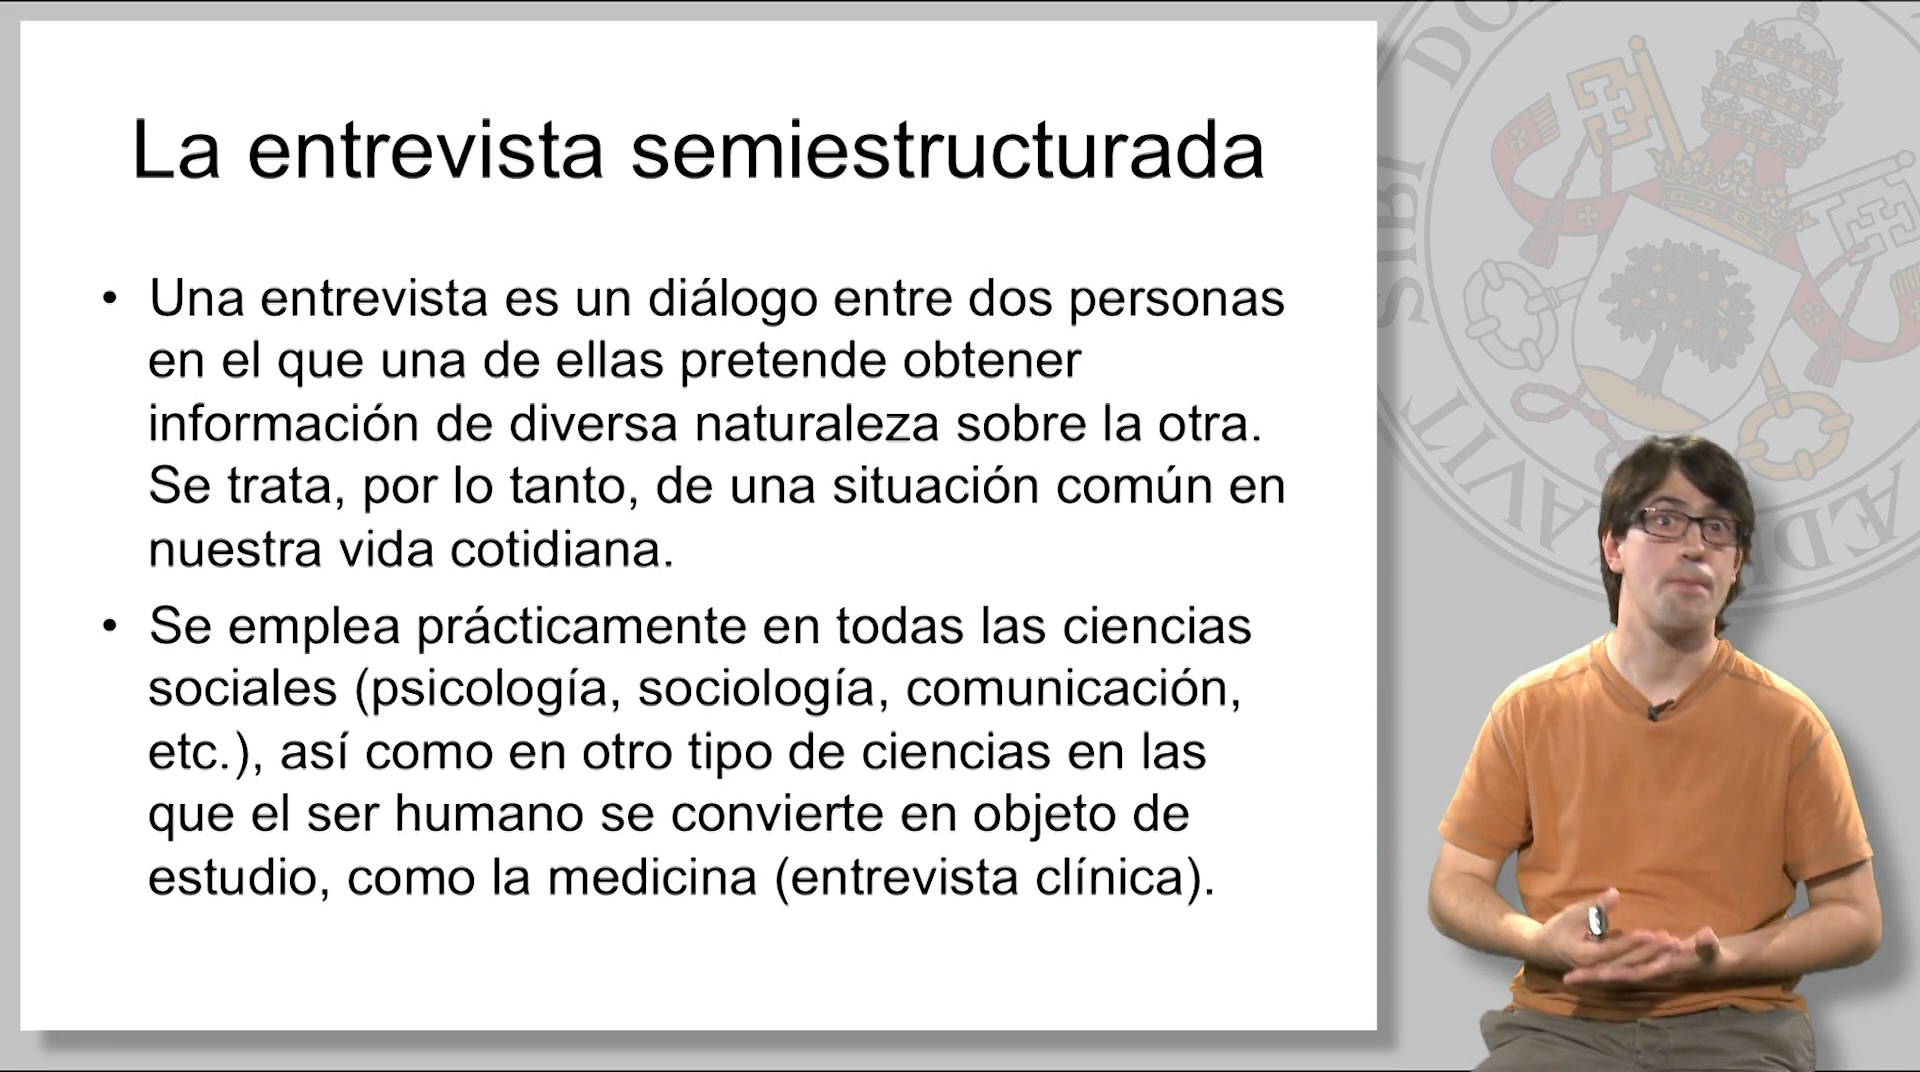 La entrevista semiestructurada
• Una entrevista es un diálogo entre dos personas
en el que una de ellas pretende obtener
información de diversa naturaleza sobre la otra.
Se trata, por lo tanto, de una situación común en
nuestra vida cotidiana.
• Se emplea prácticamente en todas las ciencias
sociales (psicología, sociología, comunicación,
etc.), así como en otro tipo de ciencias en las
que el ser humano se convierte en objeto de
estudio, como la medicina (entrevista clínica).
SIBI